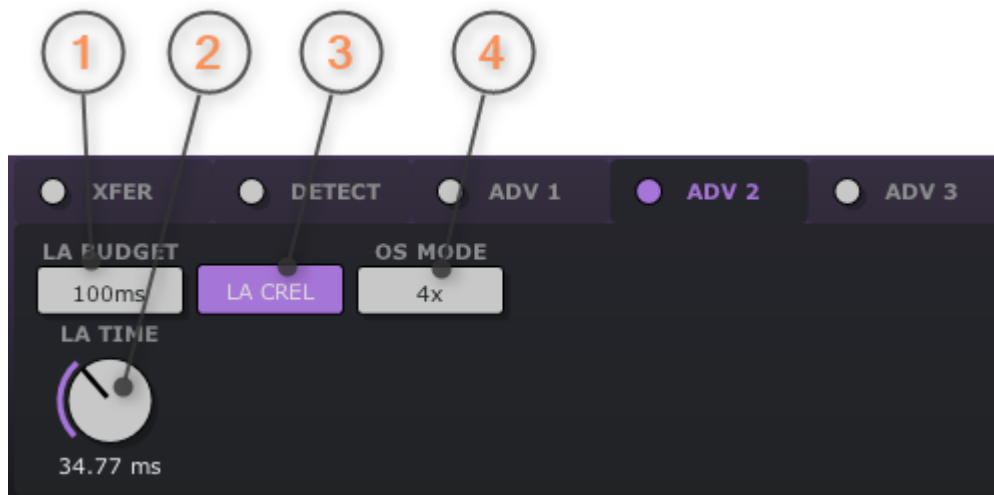 1 2 3 4
XFER DETECT ADV 1 ADV 2 ADV 3
LA BUDGET OS MODE
100ms LA CREL 4x
LA TIME
34.77 ms